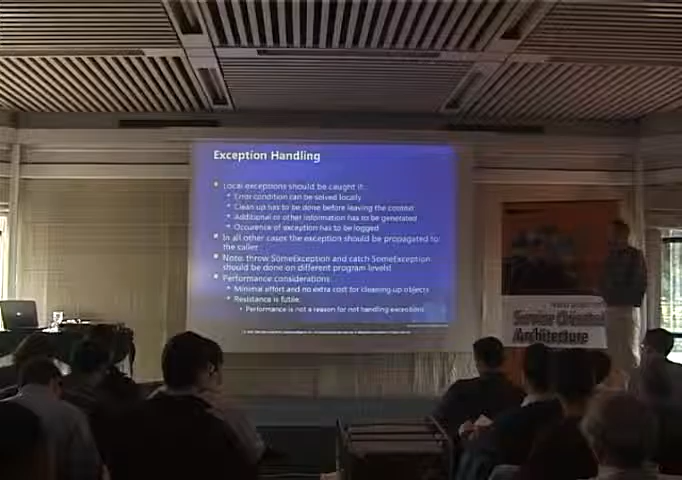 Exception Handling
Local exceptions should be caught if:
Error condition can be solved locally
Clean up has to be done before leaving the context
Additional or other information has to be generated
Occurence of exception has to be logged
In all other cases the exception should be propagated to
the caller
Note: throw SomeException and catch SomeException
should be done on different program levels!
Performance considerations:
Minimal effort and no extra cost for cleaning up objects
Resistance is futile:
Performance is not a reason for not handling exceptions
Architecture